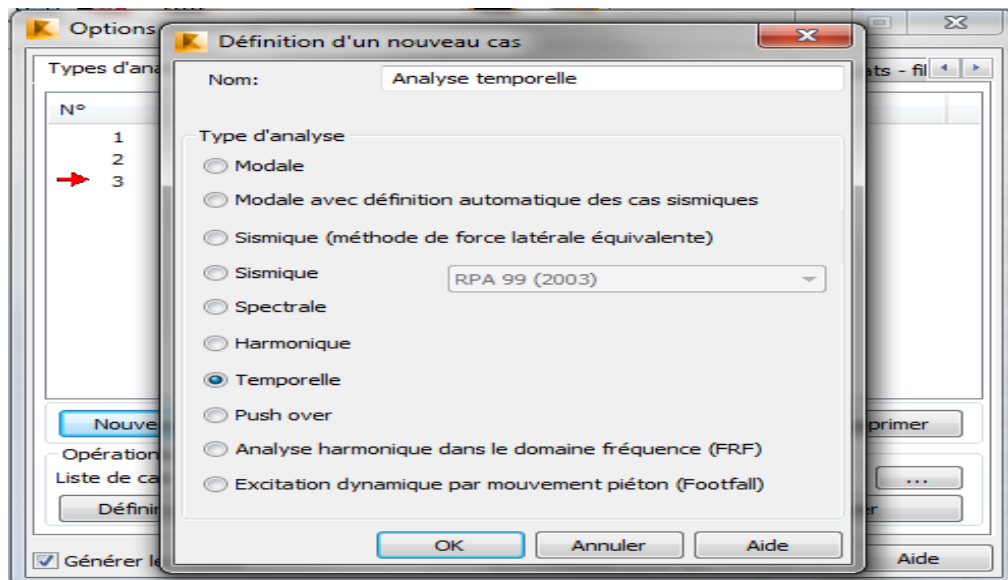 Options
Définition d'un nouveau cas
Types d'ana
ats - fil
Nom:
Analyse temporelle
N°
1
2
3
Type d'analyse
Modale
Modale avec définition automatique des cas sismiques
Sismique (méthode de force latérale équivalente)
Sismique
RPA 99 (2003)
Spectrale
Harmonique
Temporelle
Push over
Analyse harmonique dans le domaine fréquence (FRF)
Excitation dynamique par mouvement piéton (Footfall)
Nouve
primer
Opération
Liste de ca
...
Définir
er
OK
Annuler
Aide
Générer le
Aide